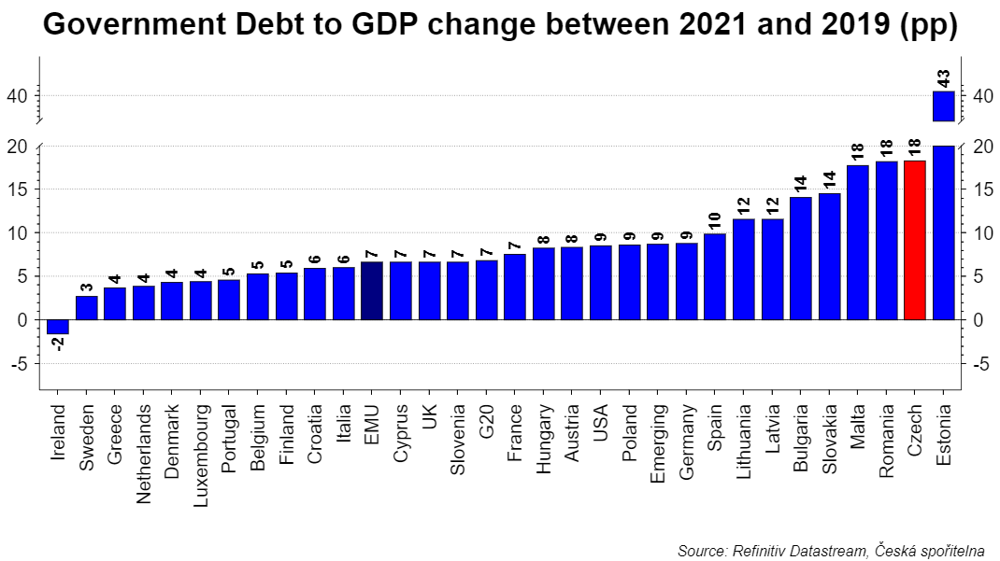 Government Debt to GDP change between 2021 and 2019 (pp)
43
40 40
20 20
18 18 18
15 15
14 14
12 12
10
10 10
9 9 9 9
8 8
7 7 7 7 7 7
6 6
5 5 5
5 5
4 4 4 4
3
0 0
-2
-5 -5
Ireland
Sweden
Greece
Netherlands
Denmark
Luxembourg
Portugal
Belgium
Finland
Croatia
Italia
EMU
Cyprus
UK
Slovenia
G20
France
Hungary
Austria
USA
Poland
Emerging
Germany
Spain
Lithuania
Latvia
Bulgaria
Slovakia
Malta
Romania
Czech
Estonia
Source: Refinitiv Datastream, Česká spořitelna